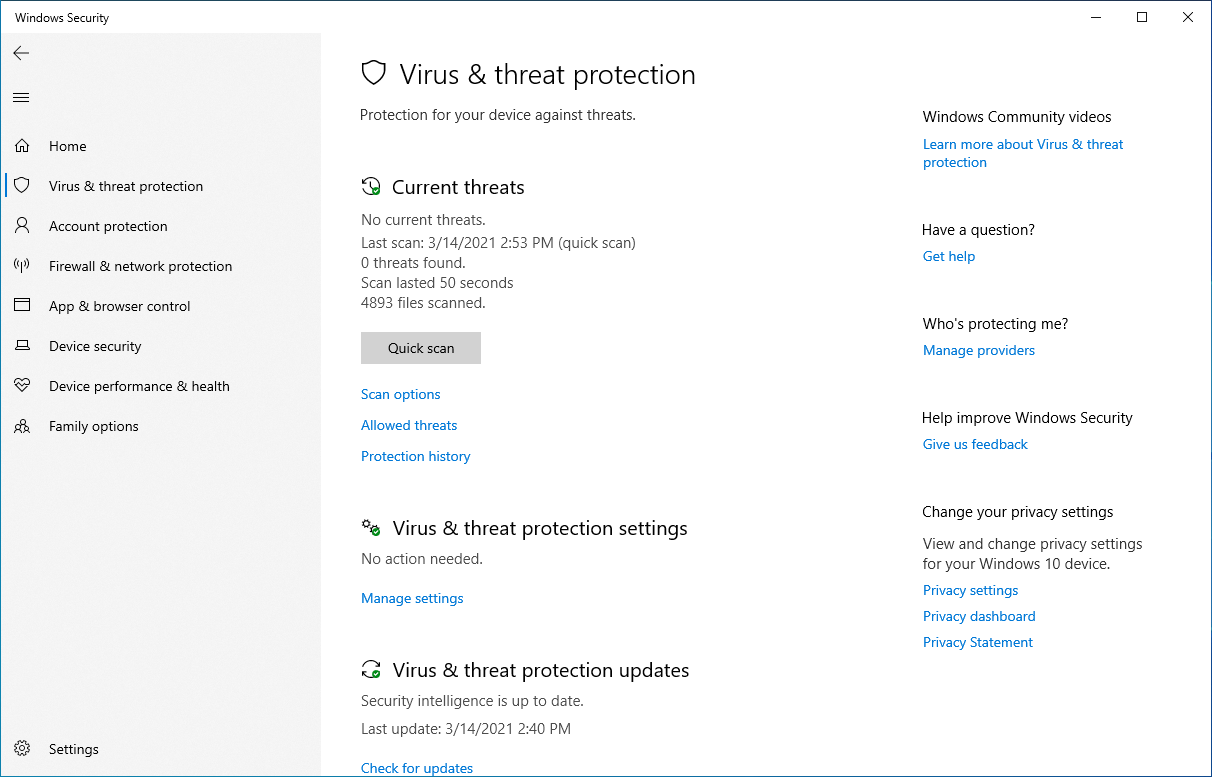 Windows Security
Home
Virus & threat protection
Account protection
Firewall & network protection
App & browser control
Device security
Device performance & health
Family options
Settings
Virus & threat protection
Protection for your device against threats.
Current threats
No current threats.
Last scan: 3/14/2021 2:53 PM (quick scan)
0 threats found.
Scan lasted 50 seconds
4893 files scanned.
Quick scan
Scan options
Allowed threats
Protection history
Virus & threat protection settings
No action needed.
Manage settings
Virus & threat protection updates
Security intelligence is up to date.
Last update: 3/14/2021 2:40 PM
Check for updates
Windows Community videos
Learn more about Virus & threat
protection
Have a question?
Get help
Who's protecting me?
Manage providers
Help improve Windows Security
Give us feedback
Change your privacy settings
View and change privacy settings
for your Windows 10 device.
Privacy settings
Privacy dashboard
Privacy Statement